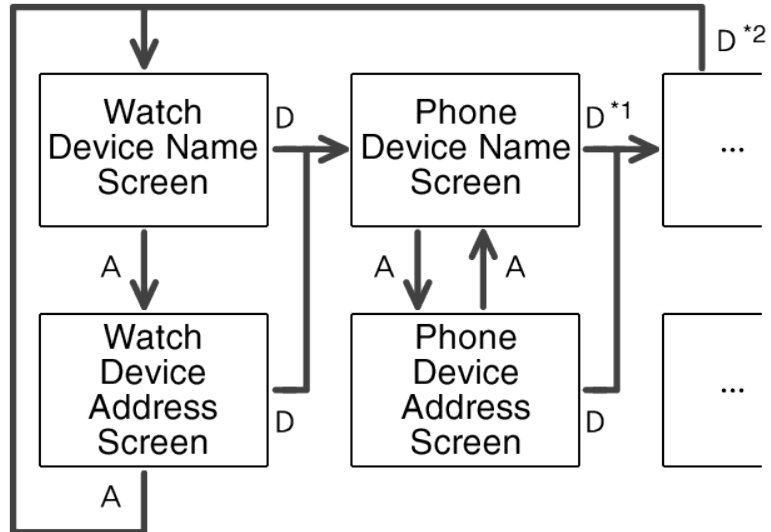 D *2
Watch
Device Name
Screen
D
Phone
Device Name
Screen
D*1
...
A
A
A
Watch
Device
Address
Screen
D
Phone
Device
Address
Screen
D
...
A